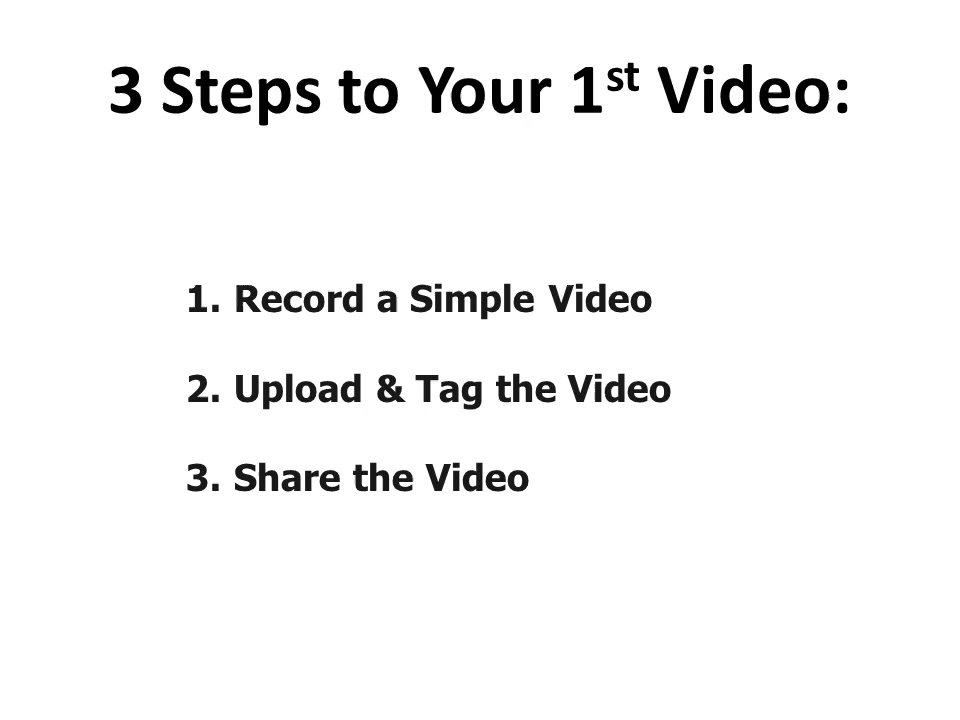 3 Steps to Your 1st Video:
1. Record a Simple Video
2. Upload & Tag the Video
3. Share the Video